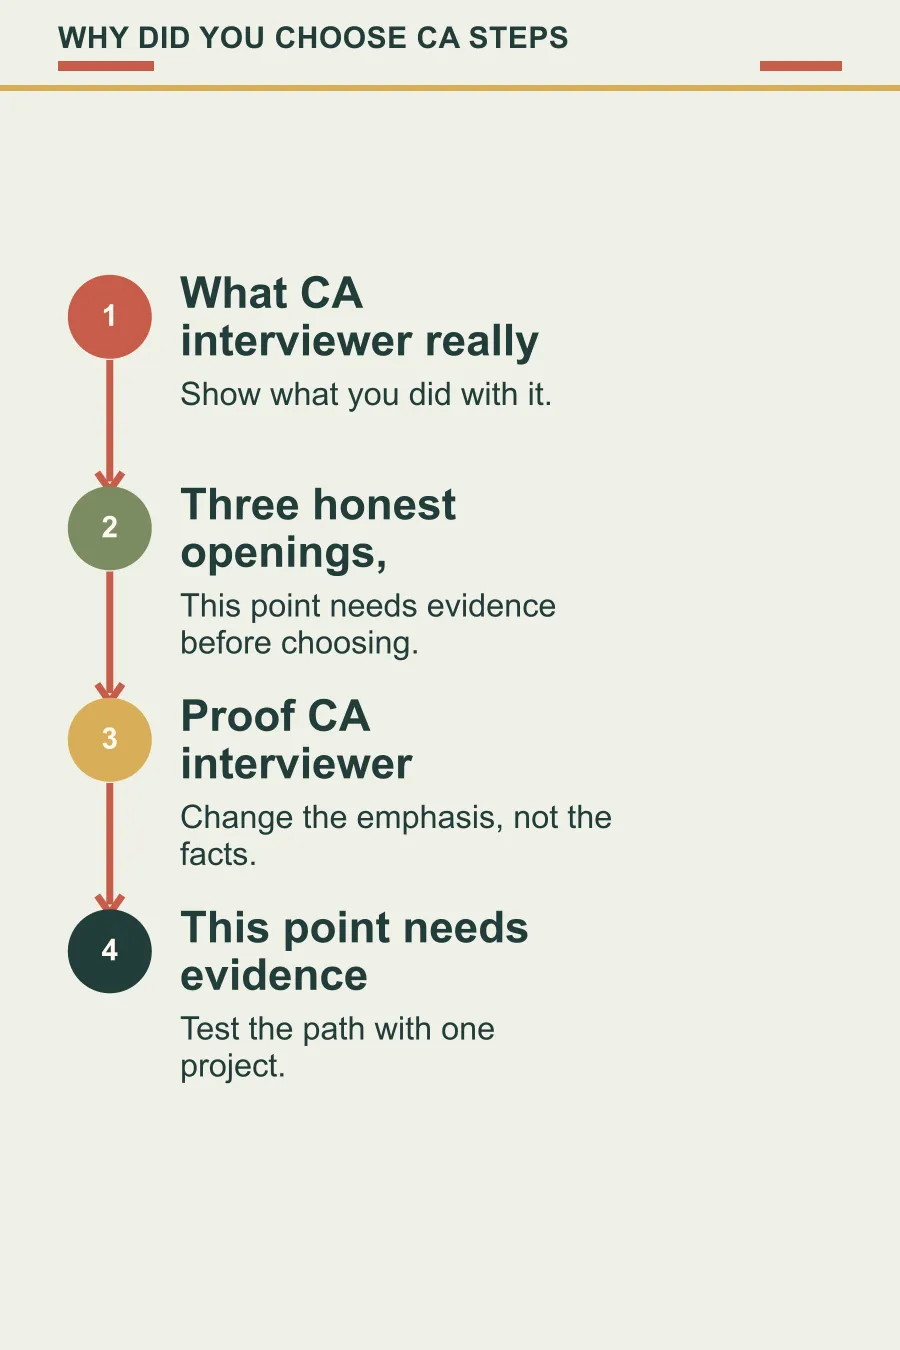 WHY DID YOU CHOOSE CA STEPS
1
What CA
interviewer really
Show what you did with it.
2
Three honest
openings,
This point needs evidence
before choosing.
3
Proof CA
interviewer
Change the emphasis, not the
facts.
4
This point needs
evidence
Test the path with one
project.